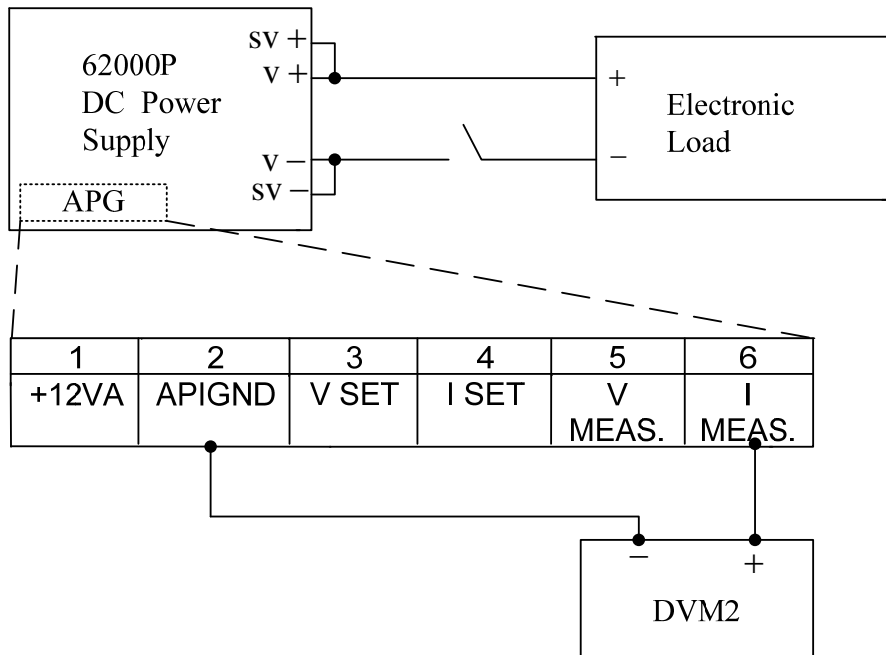 62000P
DC Power
Supply
APG
SV +
V +
V −
SV −
+
−
Electronic
Load
1 2 3 4 5 6
+12VA APIGND V SET I SET V MEAS. I MEAS.
− +
DVM2